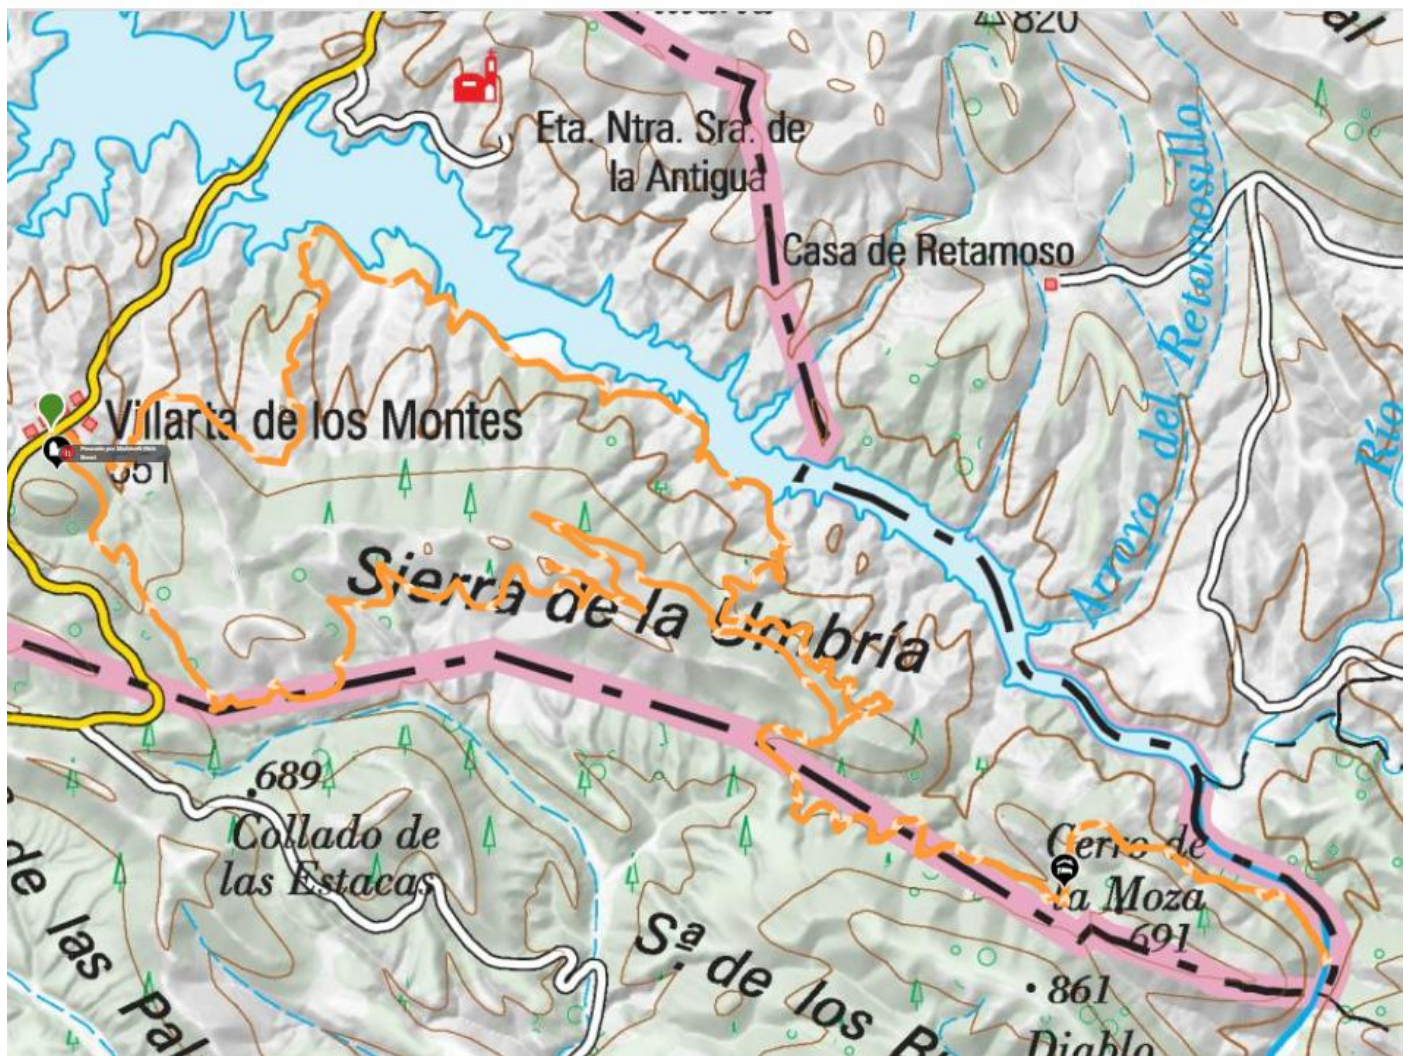 820
Eta. Ntra. Sra. de
la Antigua
Casa de Retamoso
Arroyo del Retamosillo
Río
Villarta de los Montes
651
Sierra de la Umbría
689
Collado de
las Estacas
Cerro de
la Moza
691
Sª de los
861
Diablo
de las